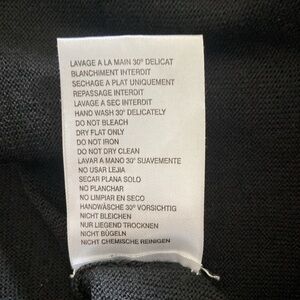 LAVAGE A LA MAIN 30° DELICAT
BLANCHIMENT INTERDIT
SECHAGE A PLAT UNIQUEMENT
REPASSAGE INTERDIT
LAVAGE A SEC INTERDIT
HAND WASH 30° DELICATELY
DO NOT BLEACH
DRY FLAT ONLY
DO NOT IRON
DO NOT DRY CLEAN
LAVAR A MANO 30° SUAVEMENTE
NO USAR LEJIA
SECAR PLANA SOLO
NO PLANCHAR
NO LIMPIAR EN SECO
HANDWÄSCHE 30° VORSICHTIG
NICHT BLEICHEN
NUR LIEGEND TROCKNEN
NICHT BÜGELN
NICHT CHEMISCHE REINIGEN